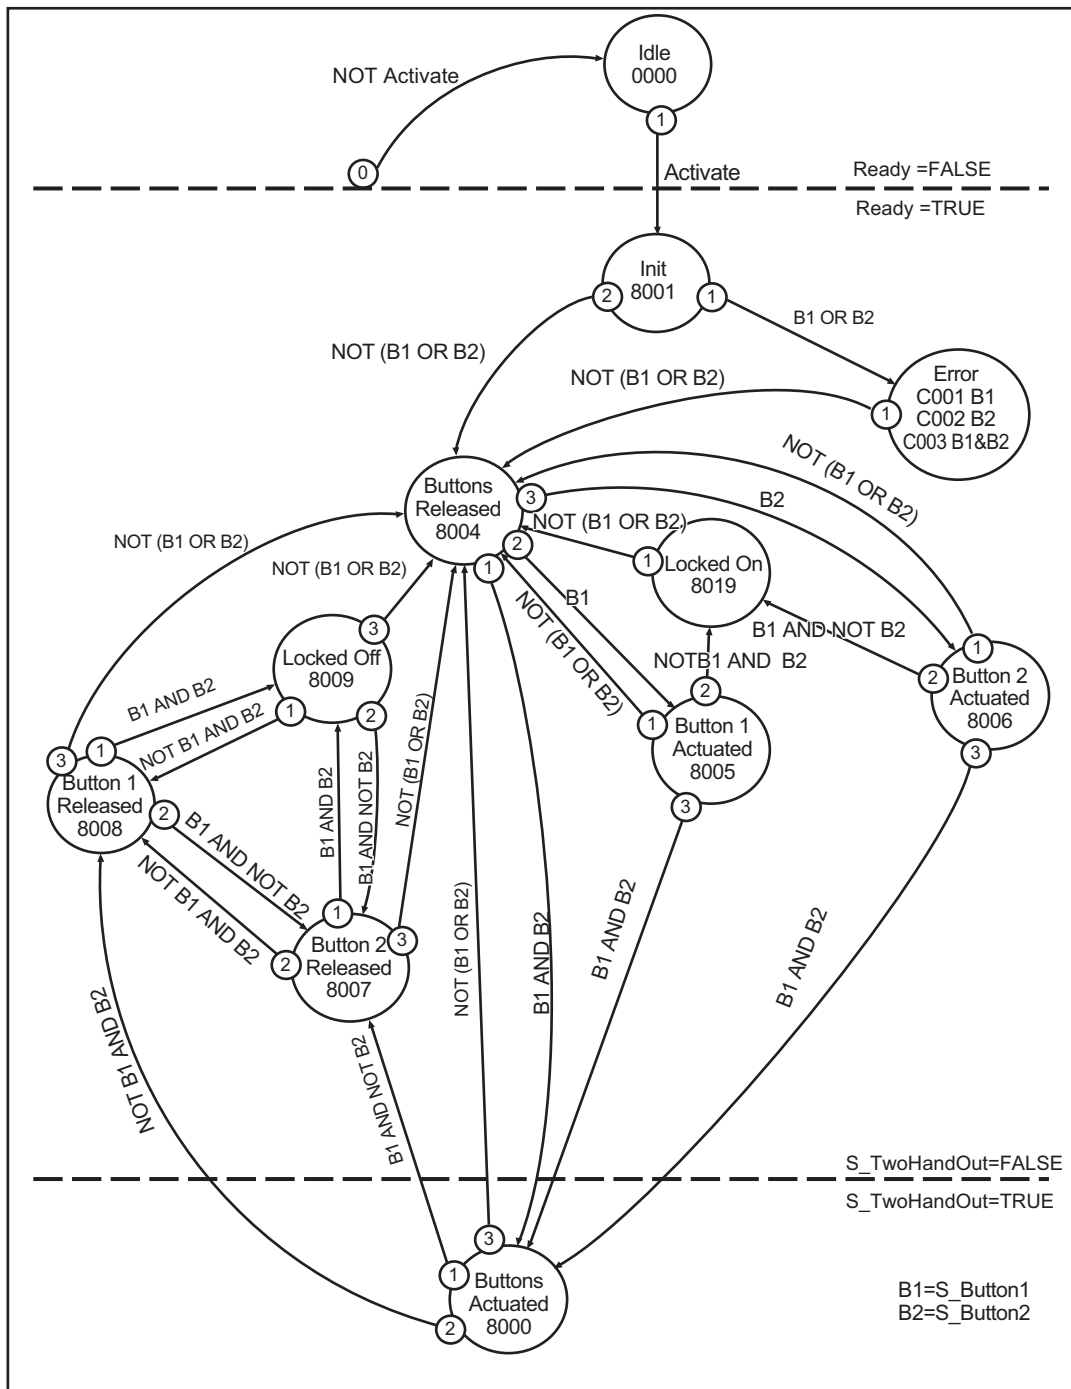 Idle
0000
NOT Activate
1
0
Activate
Ready =FALSE
Ready =TRUE
Init
8001
2
1
B1 OR B2
NOT (B1 OR B2)
NOT (B1 OR B2)
Error
C001 B1
C002 B2
C003 B1&B2
1
NOT (B1 OR B2)
Buttons
Released
8004
3
2
1
B2
NOT (B1 OR B2)
NOT (B1 OR B2)
NOT (B1 OR B2)
1
Locked On
8019
B1
NOT (B1 OR B2)
B1 AND NOT B2
NOTB1 AND B2
3
Locked Off
8009
1
2
1
2
Button 2
Actuated
8006
3
2
1
Button 1
Actuated
8005
3
B1 AND B2
NOT B1 AND B2
3
1
Button 1
Released
8008
2
B1 AND B2
B1 AND NOT B2
NOT (B1 OR B2)
B1 AND NOT B2
NOT B1 AND B2
1
3
2
Button 2
Released
8007
NOT (B1 OR B2)
B1 AND B2
B1 AND B2
B1 AND B2
NOT B1 AND B2
B1 AND NOT B2
S_TwoHandOut=FALSE
S_TwoHandOut=TRUE
3
1
2
Buttons
Actuated
8000
B1=S_Button1
B2=S_Button2